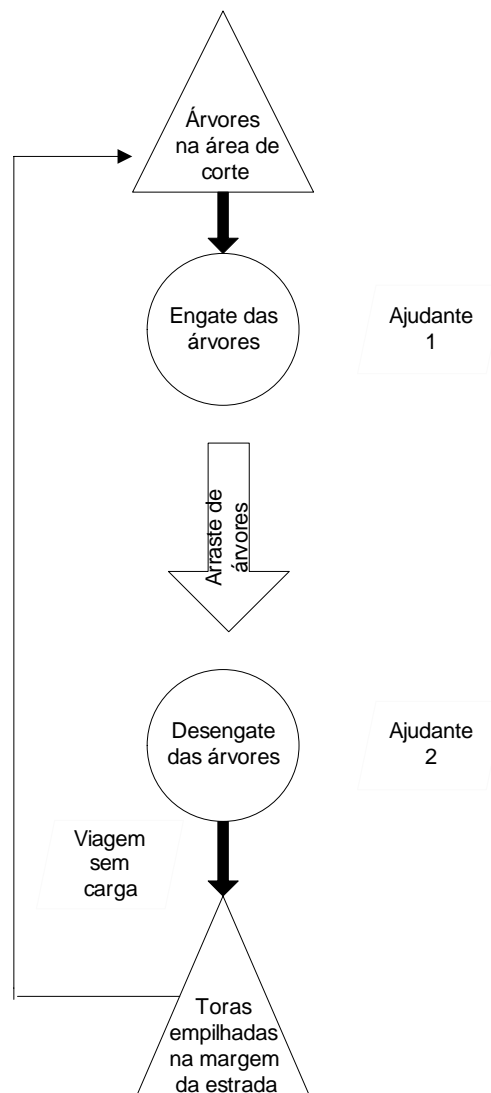 Árvores
na área de
corte
Engate das
árvores
Ajudante
1
Arraste de
árvores
Desengate
das árvores
Ajudante
2
Viagem
sem
carga
Toras
empilhadas
na margem
da estrada